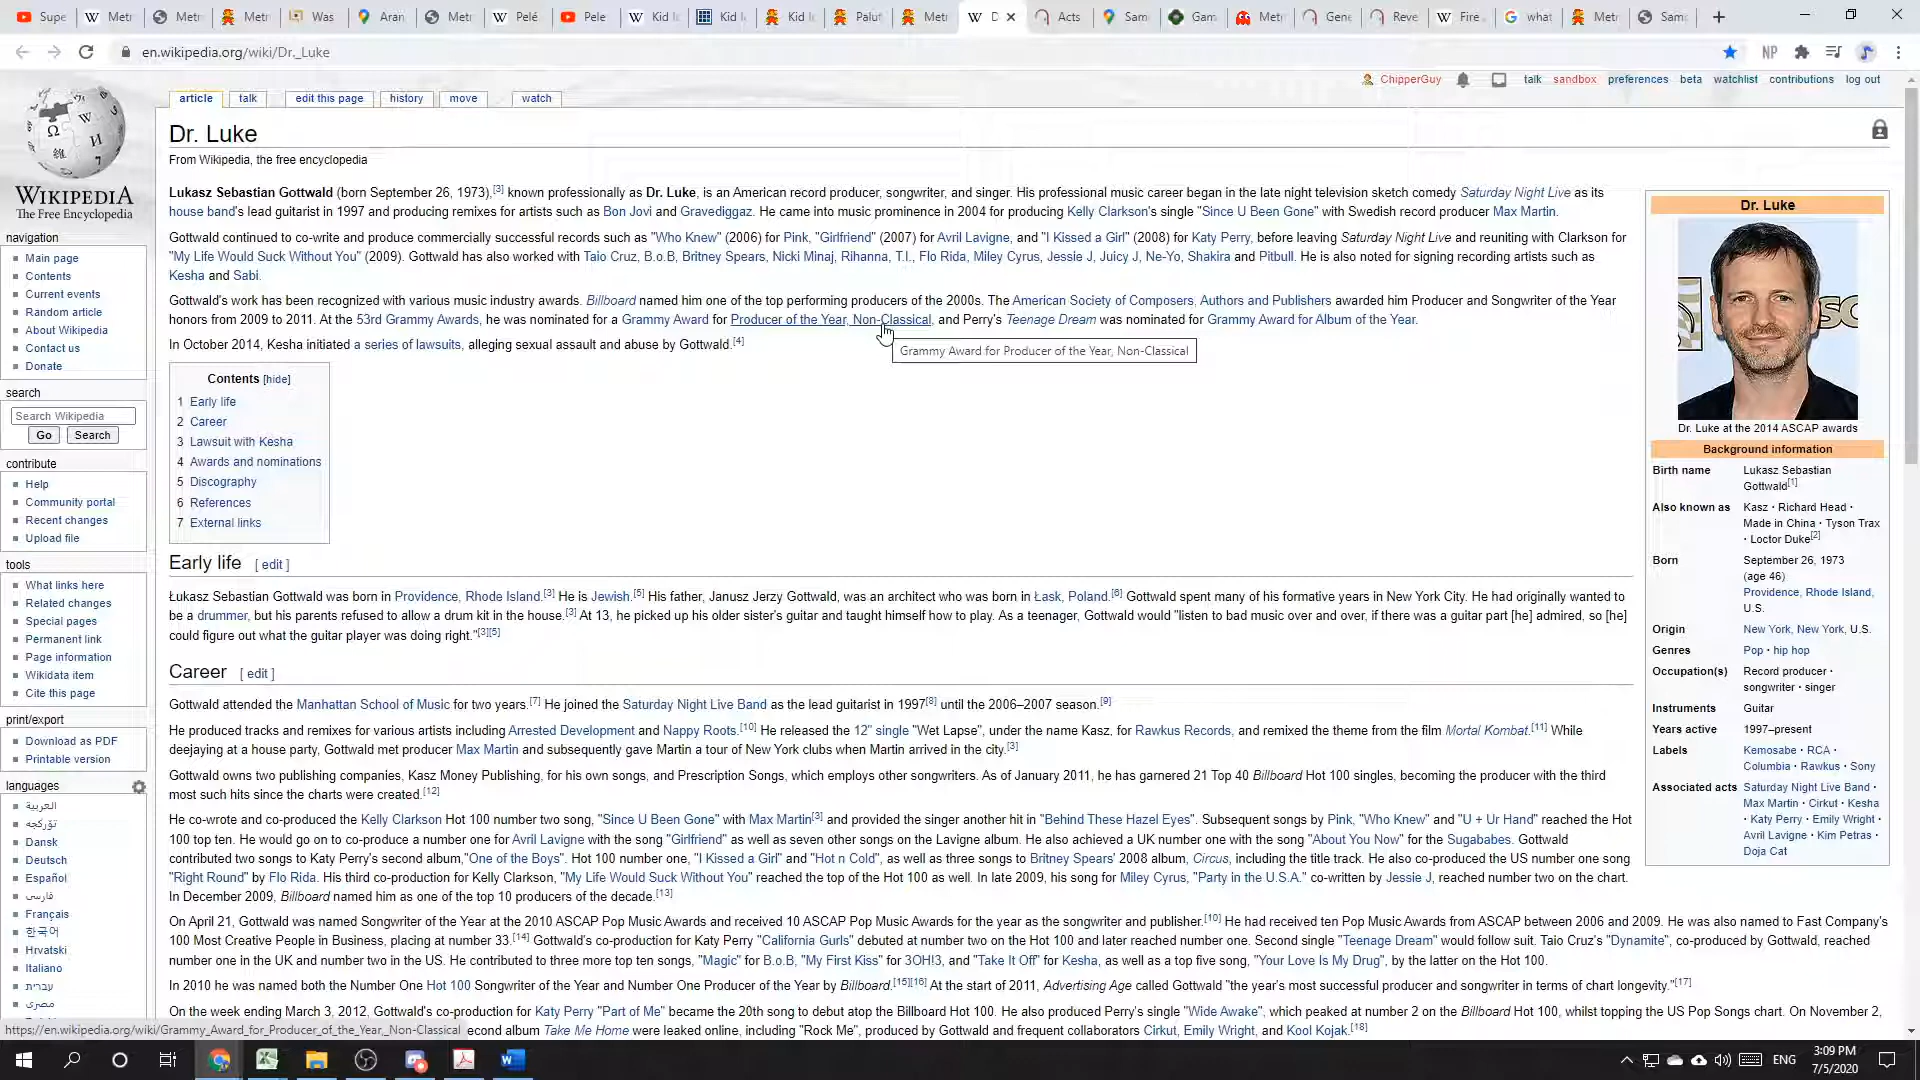 Supe
Metr
Metr
Metr
Was
Aran
Metr
Pelé
Pele
Kid I
Kid I
Kid I
Palut
Metr
D
Acts
Sam
Gam
Metr
Gene
Reve
Fire
what
Metr
Sams
en.wikipedia.org/wiki/Dr._Luke
NP
ChipperGuy talk sandbox preferences beta watchlist contributions log out
article talk edit this page history move watch
WIKIPEDIA
The Free Encyclopedia
navigation
Main page
Contents
Current events
Random article
About Wikipedia
Contact us
Donate
search
Search Wikipedia
Go Search
contribute
Help
Community portal
Recent changes
Upload file
tools
What links here
Related changes
Special pages
Permanent link
Page information
Wikidata item
Cite this page
print/export
Download as PDF
Printable version
languages
العربية
تۆرکجه
Dansk
Deutsch
Español
فارسی
Français
한국어
Hrvatski
Italiano
עברית
مصرى
Dr. Luke
From Wikipedia, the free encyclopedia
Lukasz Sebastian Gottwald (born September 26, 1973),[3] known professionally as Dr. Luke, is an American record producer, songwriter, and singer. His professional music career began in the late night television sketch comedy Saturday Night Live as its
house band's lead guitarist in 1997 and producing remixes for artists such as Bon Jovi and Gravediggaz. He came into music prominence in 2004 for producing Kelly Clarkson's single "Since U Been Gone" with Swedish record producer Max Martin.
Gottwald continued to co-write and produce commercially successful records such as "Who Knew" (2006) for Pink, "Girlfriend" (2007) for Avril Lavigne, and "I Kissed a Girl" (2008) for Katy Perry, before leaving Saturday Night Live and reuniting with Clarkson for
"My Life Would Suck Without You" (2009). Gottwald has also worked with Taio Cruz, B.o.B, Britney Spears, Nicki Minaj, Rihanna, T.I., Flo Rida, Miley Cyrus, Jessie J, Juicy J, Ne-Yo, Shakira and Pitbull. He is also noted for signing recording artists such as
Kesha and Sabi.
Gottwald's work has been recognized with various music industry awards. Billboard named him one of the top performing producers of the 2000s. The American Society of Composers, Authors and Publishers awarded him Producer and Songwriter of the Year
honors from 2009 to 2011. At the 53rd Grammy Awards, he was nominated for a Grammy Award for Producer of the Year, Non-Classical, and Perry's Teenage Dream was nominated for Grammy Award for Album of the Year.
In October 2014, Kesha initiated a series of lawsuits, alleging sexual assault and abuse by Gottwald.[4]
Grammy Award for Producer of the Year, Non-Classical
Contents [hide]
1 Early life
2 Career
3 Lawsuit with Kesha
4 Awards and nominations
5 Discography
6 References
7 External links
Early life [ edit ]
Łukasz Sebastian Gottwald was born in Providence, Rhode Island.[3] He is Jewish.[5] His father, Janusz Jerzy Gottwald, was an architect who was born in Łask, Poland.[6] Gottwald spent many of his formative years in New York City. He had originally wanted to
be a drummer, but his parents refused to allow a drum kit in the house.[3] At 13, he picked up his older sister's guitar and taught himself how to play. As a teenager, Gottwald would "listen to bad music over and over, if there was a guitar part [he] admired, so [he]
could figure out what the guitar player was doing right."[3][5]
Career [ edit ]
Gottwald attended the Manhattan School of Music for two years.[7] He joined the Saturday Night Live Band as the lead guitarist in 1997[8] until the 2006–2007 season.[9]
He produced tracks and remixes for various artists including Arrested Development and Nappy Roots.[10] He released the 12" single "Wet Lapse", under the name Kasz, for Rawkus Records, and remixed the theme from the film Mortal Kombat.[11] While
deejaying at a house party, Gottwald met producer Max Martin and subsequently gave Martin a tour of New York clubs when Martin arrived in the city.[3]
Gottwald owns two publishing companies, Kasz Money Publishing, for his own songs, and Prescription Songs, which employs other songwriters. As of January 2011, he has garnered 21 Top 40 Billboard Hot 100 singles, becoming the producer with the third
most such hits since the charts were created.[12]
He co-wrote and co-produced the Kelly Clarkson Hot 100 number two song, "Since U Been Gone" with Max Martin[3] and provided the singer another hit in "Behind These Hazel Eyes". Subsequent songs by Pink, "Who Knew" and "U + Ur Hand" reached the Hot
100 top ten. He would go on to co-produce a number one for Avril Lavigne with the song "Girlfriend" as well as seven other songs on the Lavigne album. He also achieved a UK number one with the song "About You Now" for the Sugababes. Gottwald
contributed two songs to Katy Perry's second album,"One of the Boys". Hot 100 number one, "I Kissed a Girl" and "Hot n Cold", as well as three songs to Britney Spears' 2008 album, Circus, including the title track. He also co-produced the US number one song
"Right Round" by Flo Rida. His third co-production for Kelly Clarkson, "My Life Would Suck Without You" reached the top of the Hot 100 as well. In late 2009, his song for Miley Cyrus, "Party in the U.S.A." co-written by Jessie J, reached number two on the chart.
In December 2009, Billboard named him as one of the top 10 producers of the decade.[13]
On April 21, Gottwald was named Songwriter of the Year at the 2010 ASCAP Pop Music Awards and received 10 ASCAP Pop Music Awards for the year as the songwriter and publisher.[10] He had received ten Pop Music Awards from ASCAP between 2006 and 2009. He was also named to Fast Company's
100 Most Creative People in Business, placing at number 33.[14] Gottwald's co-production for Katy Perry "California Gurls" debuted at number two on the Hot 100 and later reached number one. Second single "Teenage Dream" would follow suit. Taio Cruz's "Dynamite", co-produced by Gottwald, reached
number one in the UK and number two in the US. He contributed to three more top ten songs, "Magic" for B.o.B, "My First Kiss" for 3OH!3, and "Take It Off" for Kesha, as well as a top five song, "Your Love Is My Drug", by the latter on the Hot 100.
In 2010 he was named both the Number One Hot 100 Songwriter of the Year and Number One Producer of the Year by Billboard.[15][16] At the start of 2011, Advertising Age called Gottwald "the year's most successful producer and songwriter in terms of chart longevity."[17]
On the week ending March 3, 2012, Gottwald's co-production for Katy Perry "Part of Me" became the 20th song to debut atop the Billboard Hot 100. He also produced Perry's single "Wide Awake", which peaked at number 2 on the Billboard Hot 100, whilst topping the US Pop Songs chart. On November 2,
econd album Take Me Home were leaked online, including "Rock Me", produced by Gottwald and frequent collaborators Cirkut, Emily Wright, and Kool Kojak.[18]
Dr. Luke
Dr. Luke at the 2014 ASCAP awards
Background information
Birth name Lukasz Sebastian
Gottwald[1]
Also known as Kasz · Richard Head ·
Made in China · Tyson Trax
· Loctor Duke[2]
Born September 26, 1973
(age 46)
Providence, Rhode Island,
U.S.
Origin New York, New York, U.S.
Genres Pop · hip hop
Occupation(s) Record producer ·
songwriter · singer
Instruments Guitar
Years active 1997–present
Labels Kemosabe · RCA ·
Columbia · Rawkus · Sony
Associated acts Saturday Night Live Band ·
Max Martin · Cirkut · Kesha
· Katy Perry · Emily Wright ·
Avril Lavigne · Kim Petras ·
Doja Cat
https://en.wikipedia.org/wiki/Grammy_Award_for_Producer_of_the_Year,_Non-Classical
ENG
3:09 PM
7/5/2020